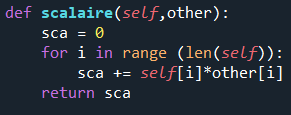 def scalaire(self,other):
    sca = 0
    for i in range (len(self)):
        sca += self[i]*other[i]
    return sca